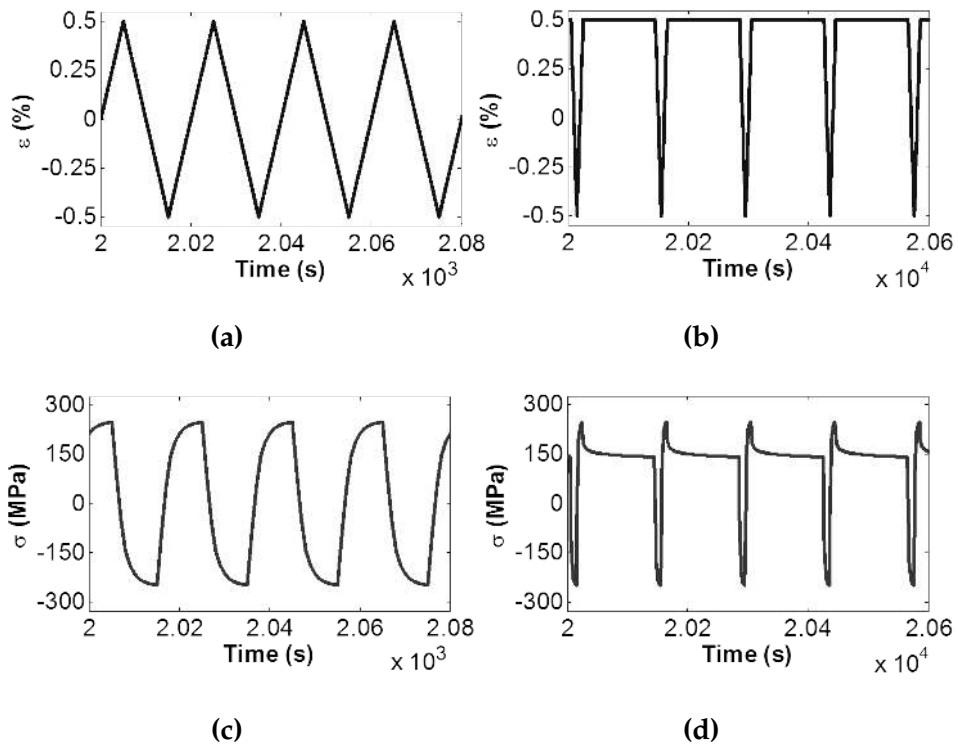 0.5
0.25
0
-0.25
-0.5
ε (%)
2 2.02 2.04 2.06 2.08
Time (s)
x 10³
(a)
0.5
0.25
0
-0.25
-0.5
ε (%)
2 2.02 2.04 2.06
Time (s)
x 10⁴
(b)
300
150
0
-150
-300
σ (MPa)
2 2.02 2.04 2.06 2.08
Time (s)
x 10³
(c)
300
150
0
-150
-300
σ (MPa)
2 2.02 2.04 2.06
Time (s)
x 10⁴
(d)